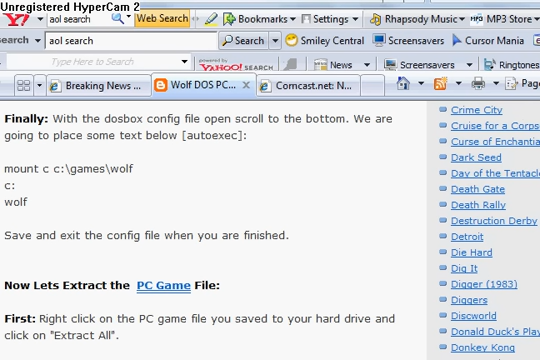 Unregistered HyperCam 2
aol search Web Search Bookmarks Settings Rhapsody Music MP3 Store
aol search Search Smiley Central Screensavers Cursor Mania
Type Here to Search powered by YAHOO! SEARCH News Screensavers Ringtones
Breaking News ... Wolf DOS PC... Comcast.net: N... Page
Finally: With the dosbox config file open scroll to the bottom. We are
going to place some text below [autoexec]:
mount c c:\games\wolf
c:
wolf
Save and exit the config file when you are finished.
Now Lets Extract the PC Game File:
First: Right click on the PC game file you saved to your hard drive and
click on "Extract All".
Crime City
Cruise for a Corps
Curse of Enchantia
Dark Seed
Day of the Tentacl
Death Gate
Death Rally
Destruction Derby
Detroit
Die Hard
Dig It
Digger (1983)
Diggers
Discworld
Donald Duck's Play
Donkey Kong